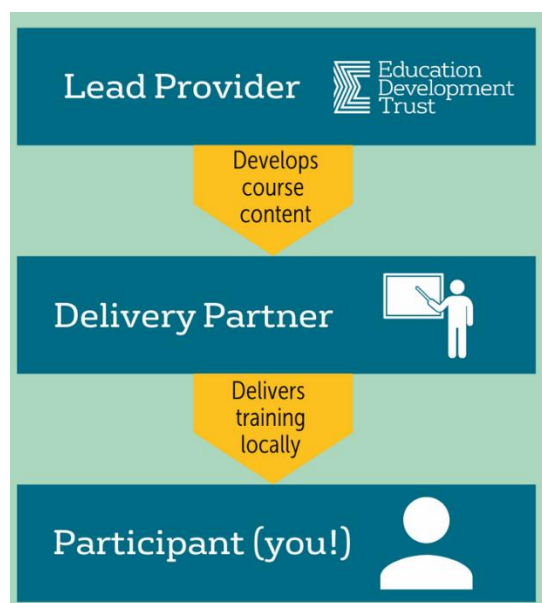 Lead Provider
Education
Development
Trust
Develops
course
content
Delivery Partner
Delivers
training
locally
Participant (you!)